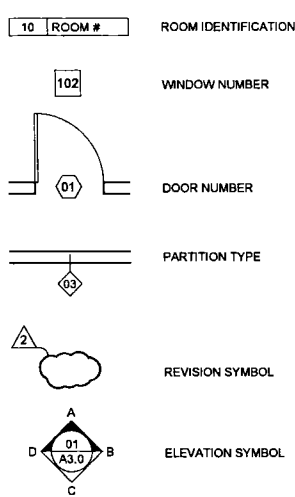 10 ROOM # ROOM IDENTIFICATION
102 WINDOW NUMBER
01 DOOR NUMBER
PARTITION TYPE
03
2
REVISION SYMBOL
A
D 01 B ELEVATION SYMBOL
A3.0
C